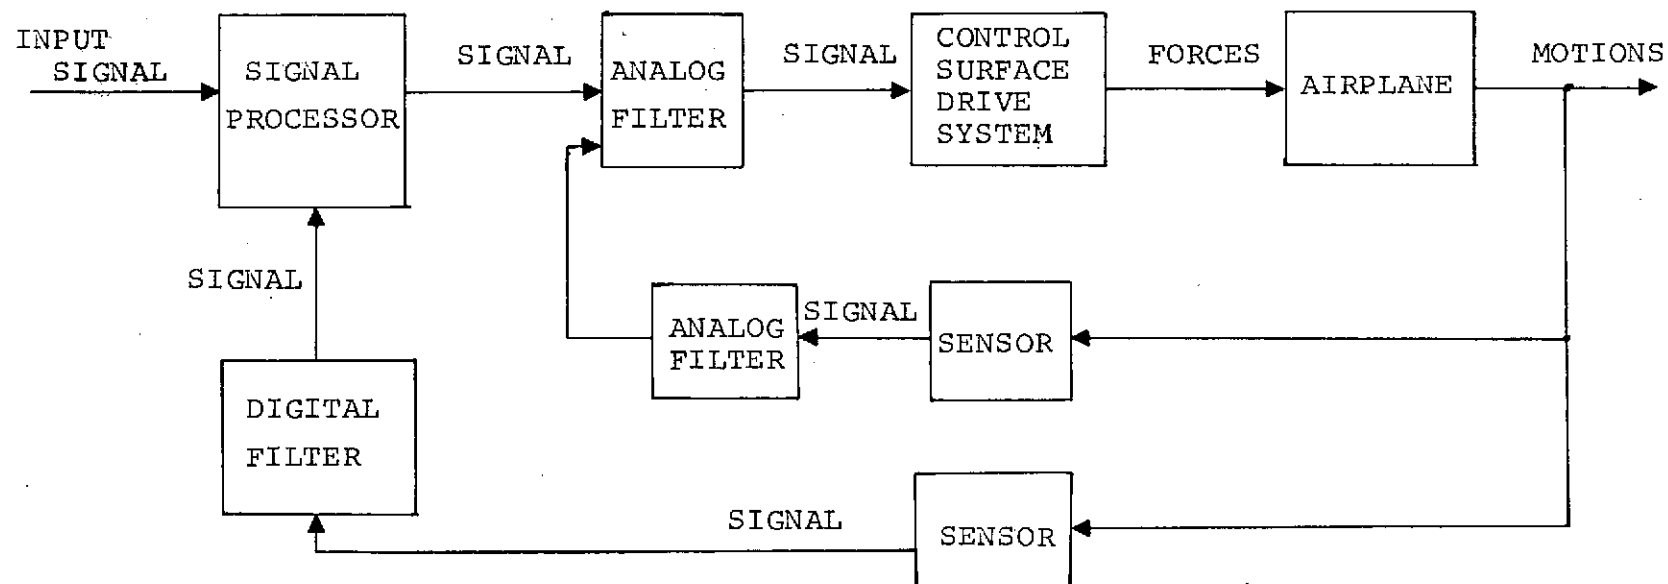 INPUT
SIGNAL
SIGNAL
PROCESSOR
SIGNAL
ANALOG
FILTER
SIGNAL
CONTROL
SURFACE
DRIVE
SYSTEM
FORCES
AIRPLANE
MOTIONS
SIGNAL
ANALOG
FILTER
SIGNAL
SENSOR
DIGITAL
FILTER
SIGNAL
SENSOR